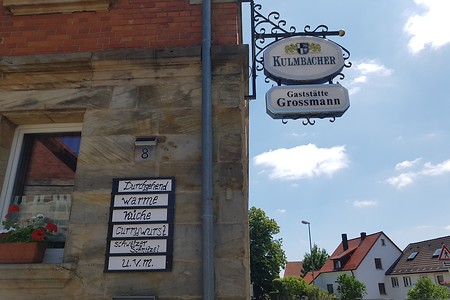 KULMBACHER
Gaststätte
Grossmann
8
Durchgehend
warme
Küche
Currywurst
schweizer
Schnitzel
u.v.m.